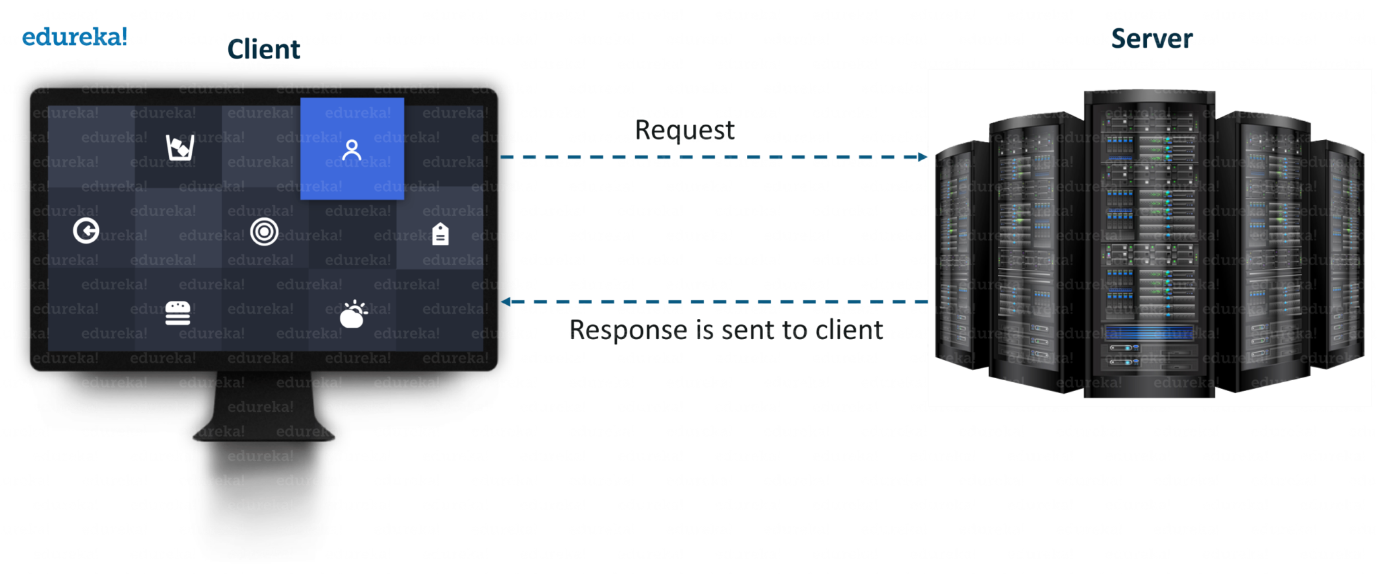 edureka!
Client
Server
Request
Response is sent to client